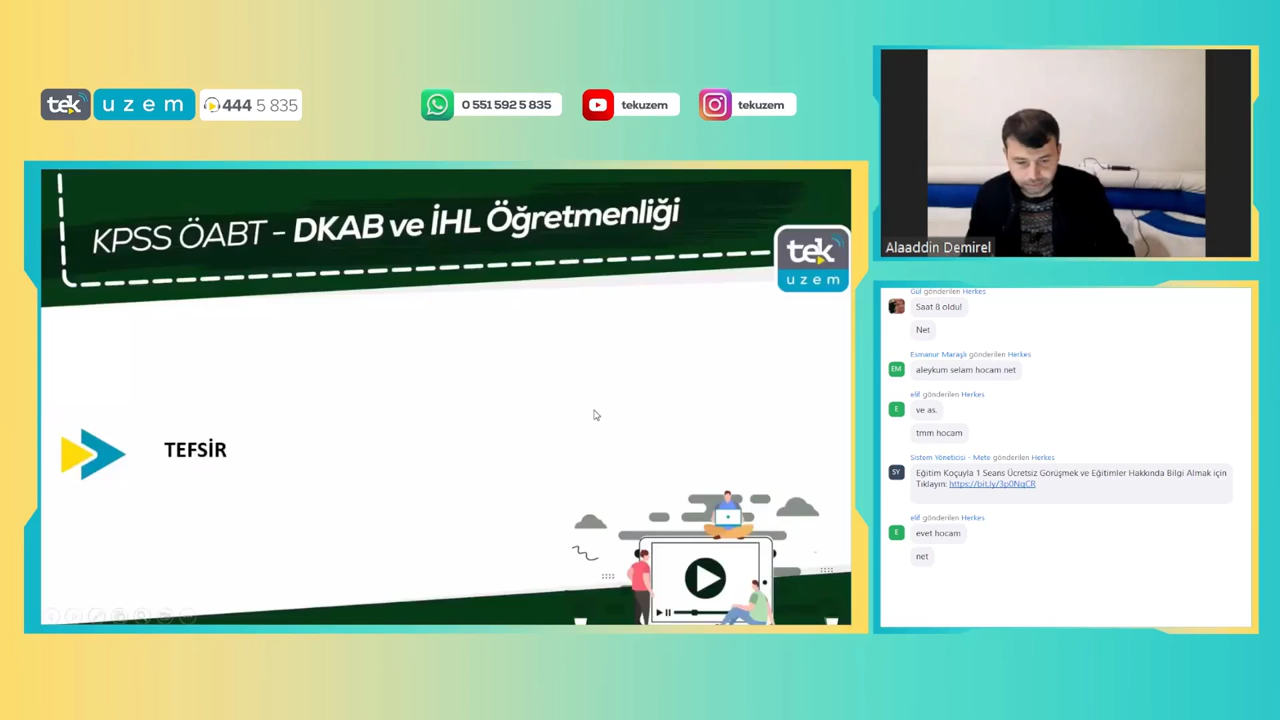 tek uzem 444 5 835
0 551 592 5 835
tekuzem
tekuzem
KPSS ÖABT - DKAB ve İHL Öğretmenliği
tek
uzem
TEFSİR
Alaaddin Demirel
Gül gönderilen Herkes
Saat 8 oldu!
Net
Esmanur Maraşlı gönderilen Herkes
EM
aleykum selam hocam net
elif gönderilen Herkes
E
ve as.
tmm hocam
Sistem Yöneticisi - Mete gönderilen Herkes
SY
Eğitim Koçuyla 1 Seans Ücretsiz Görüşmek ve Eğitimler Hakkında Bilgi Almak için
Tıklayın: https://bit.ly/3p0NqCR
elif gönderilen Herkes
E
evet hocam
net